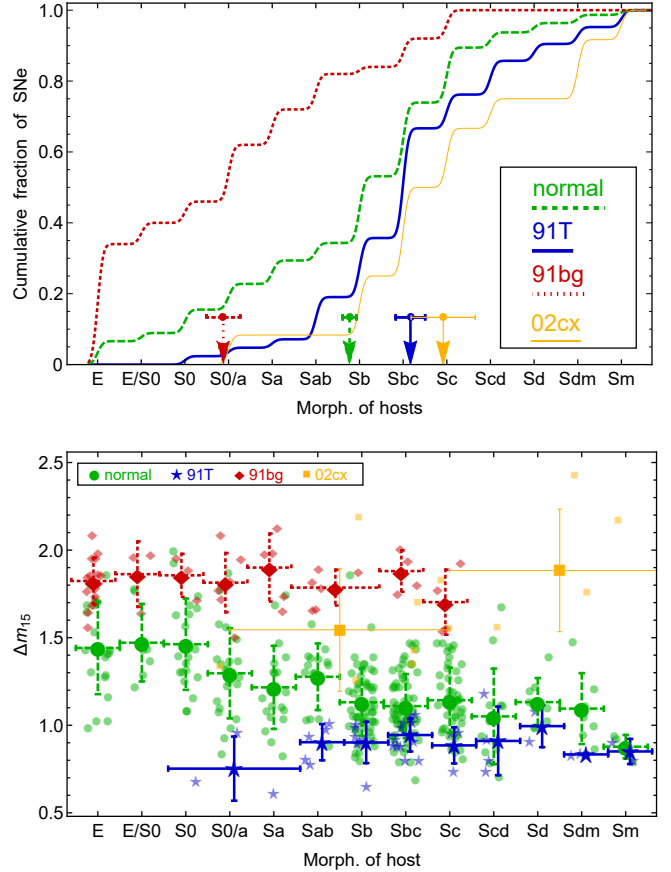 1.0
0.8
0.6
0.4
0.2
0
Cumulative fraction of SNe
normal
91T
91bg
02cx
E E/S0 S0 S0/a Sa Sab Sb Sbc Sc Scd Sd Sdm Sm
Morph. of hosts
2.5
2.0
1.5
1.0
0.5
Δm15
normal 91T 91bg 02cx
E E/S0 S0 S0/a Sa Sab Sb Sbc Sc Scd Sd Sdm Sm
Morph. of host